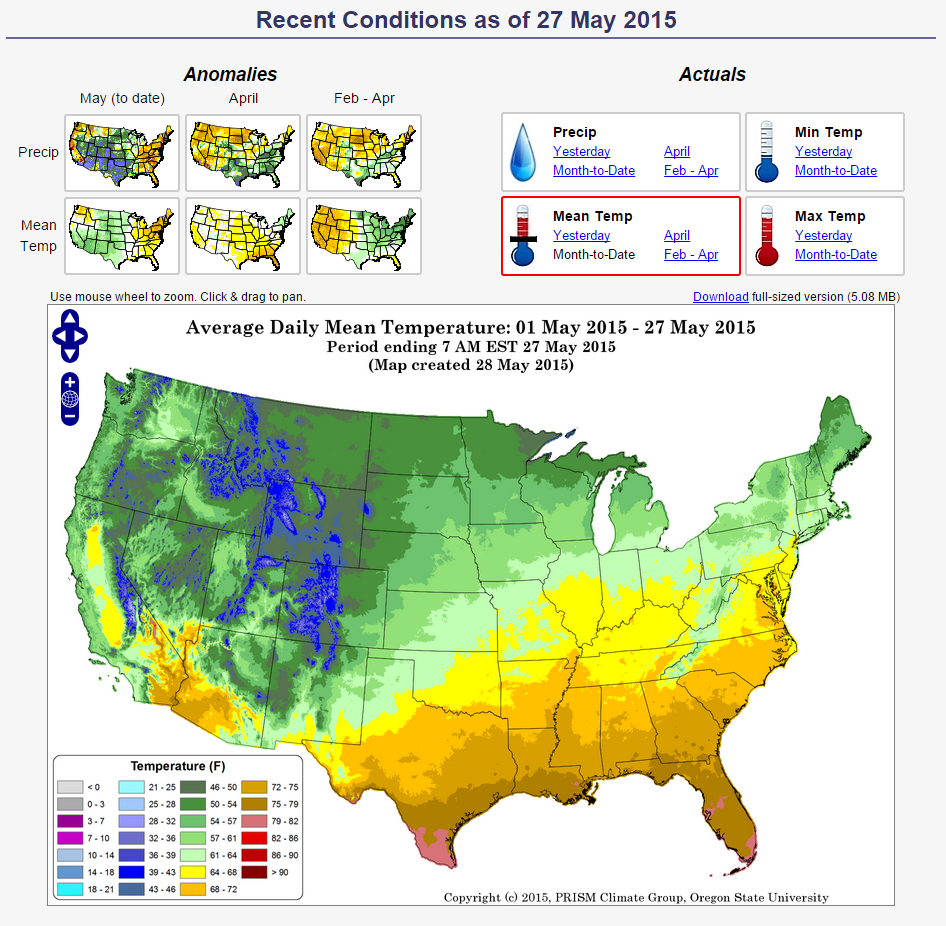 Recent Conditions as of 27 May 2015
Anomalies
May (to date) April Feb - Apr
Precip
Mean
Temp
Actuals
Precip
Yesterday April
Month-to-Date Feb - Apr
Min Temp
Yesterday
Month-to-Date
Mean Temp
Yesterday April
Month-to-Date Feb - Apr
Max Temp
Yesterday
Month-to-Date
Use mouse wheel to zoom. Click & drag to pan.
Download full-sized version (5.08 MB)
Average Daily Mean Temperature: 01 May 2015 - 27 May 2015
Period ending 7 AM EST 27 May 2015
(Map created 28 May 2015)
Temperature (F)
< 0 21 - 25 46 - 50 72 - 75
0 - 3 25 - 28 50 - 54 75 - 79
3 - 7 28 - 32 54 - 57 79 - 82
7 - 10 32 - 36 57 - 61 82 - 86
10 - 14 36 - 39 61 - 64 86 - 90
14 - 18 39 - 43 64 - 68 > 90
18 - 21 43 - 46 68 - 72
Copyright (c) 2015, PRISM Climate Group, Oregon State University